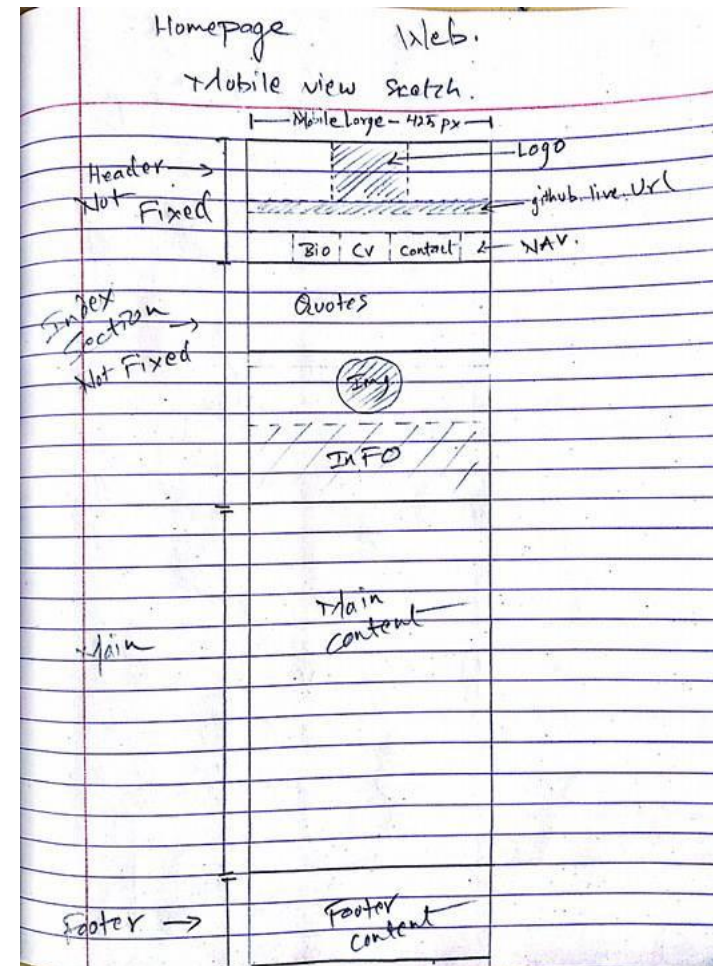 Homepage Web.
Mobile view Sketch.
Mobile Large - 425 px
Logo
Header
Not Fixed
github.live.Url
Bio Cv Contact NAV.
Index
Section
Not Fixed
Quotes
Img
InFO
Main
content
Main
Footer
Footer
content